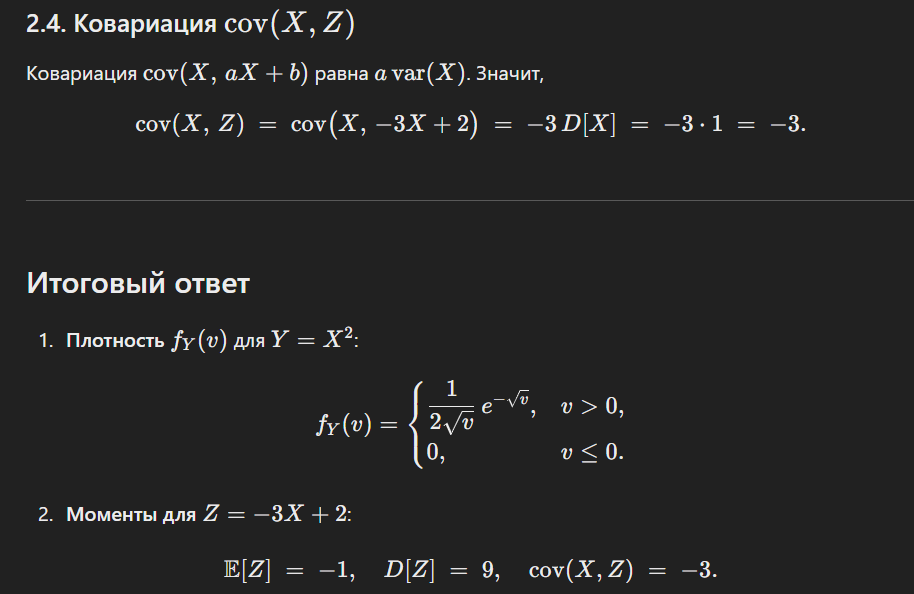 2.4. Ковариация cov(X, Z)
Ковариация cov(X, aX + b) равна a var(X). Значит,
cov(X, Z) = cov(X, −3X + 2) = −3 D[X] = −3 · 1 = −3.
Итоговый ответ
1. Плотность f_Y(v) для Y = X²:
f_Y(v) = { 1/(2√v) e^{−√v}, v > 0,
0, v ≤ 0.
2. Моменты для Z = −3X + 2:
𝔼[Z] = −1, D[Z] = 9, cov(X, Z) = −3.